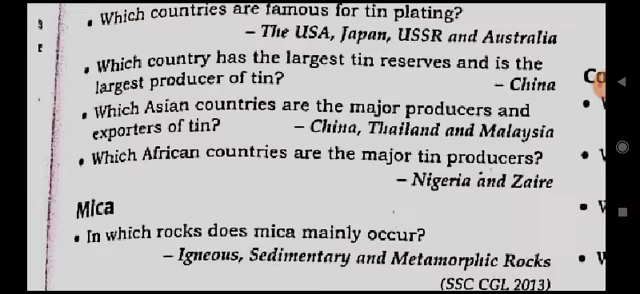 • Which countries are famous for tin plating?
– The USA, Japan, USSR and Australia
• Which country has the largest tin reserves and is the
largest producer of tin? – China
• Which Asian countries are the major producers and
exporters of tin? – China, Thailand and Malaysia
• Which African countries are the major tin producers?
– Nigeria and Zaire
Mica
• In which rocks does mica mainly occur?
– Igneous, Sedimentary and Metamorphic Rocks
(SSC CGL 2013)